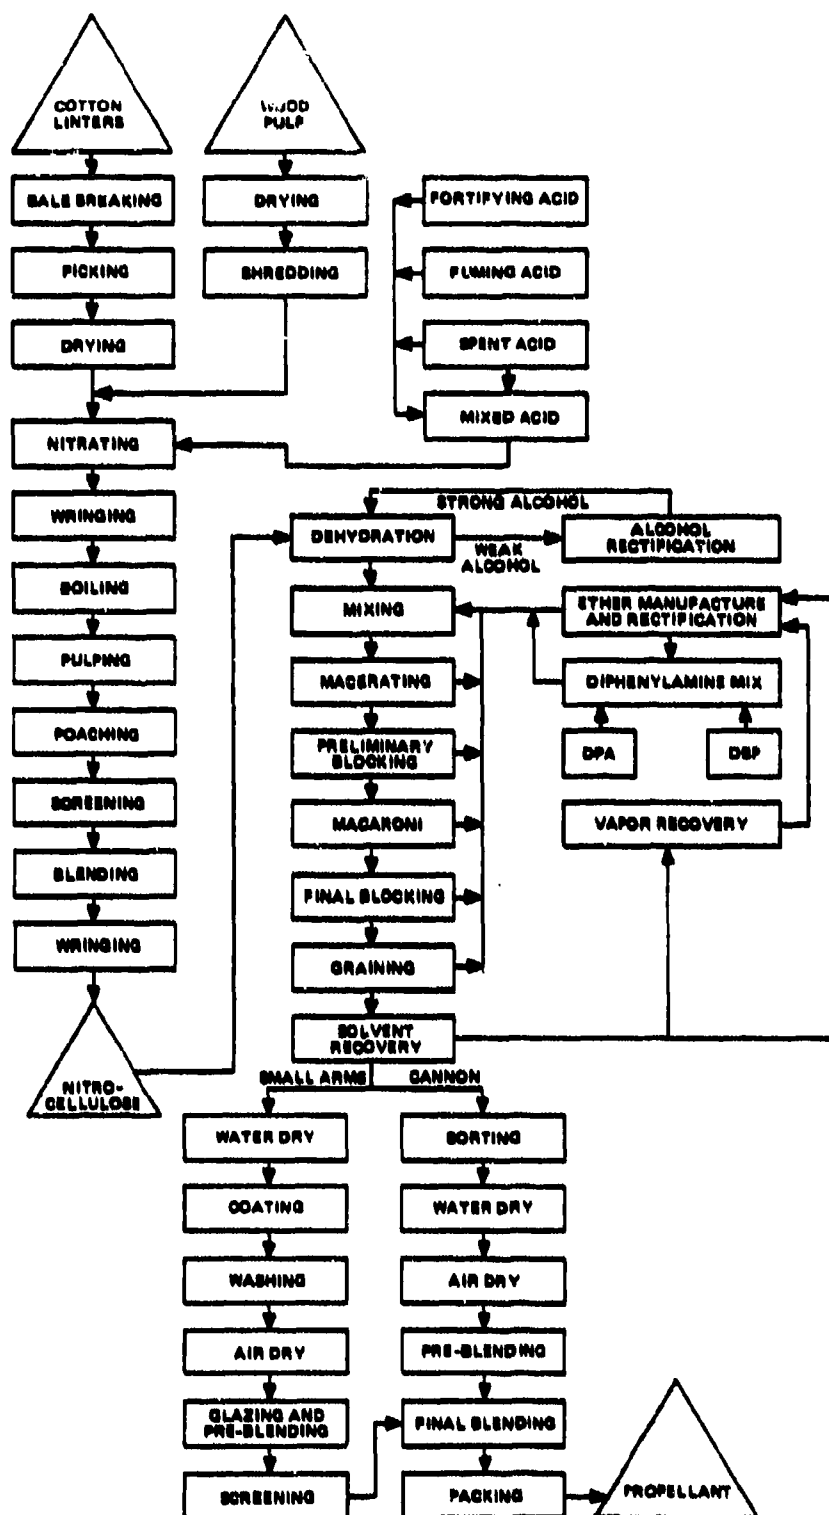 COTTON
LINTERS
WOOD
PULP
BALE BREAKING
DRYING
FORTIFYING ACID
PICKING
SHREDDING
FUMING ACID
DRYING
SPENT ACID
MIXED ACID
NITRATING
STRONG ALCOHOL
WRINGING
DEHYDRATION
WEAK
ALCOHOL
ALCOHOL
RECTIFICATION
BOILING
MIXING
ETHER MANUFACTURE
AND RECTIFICATION
PULPING
MACERATING
DIPHENYLAMINE MIX
POACHING
PRELIMINARY
BLOCKING
DPA
DBP
SCREENING
MACARONI
VAPOR RECOVERY
BLENDING
FINAL BLOCKING
WRINGING
GRAINING
SOLVENT
RECOVERY
NITRO-
CELLULOSE
SMALL ARMS
CANNON
WATER DRY
SORTING
COATING
WATER DRY
WASHING
AIR DRY
AIR DRY
PRE-BLENDING
GLAZING AND
PRE-BLENDING
FINAL BLENDING
SCREENING
PACKING
PROPELLANT